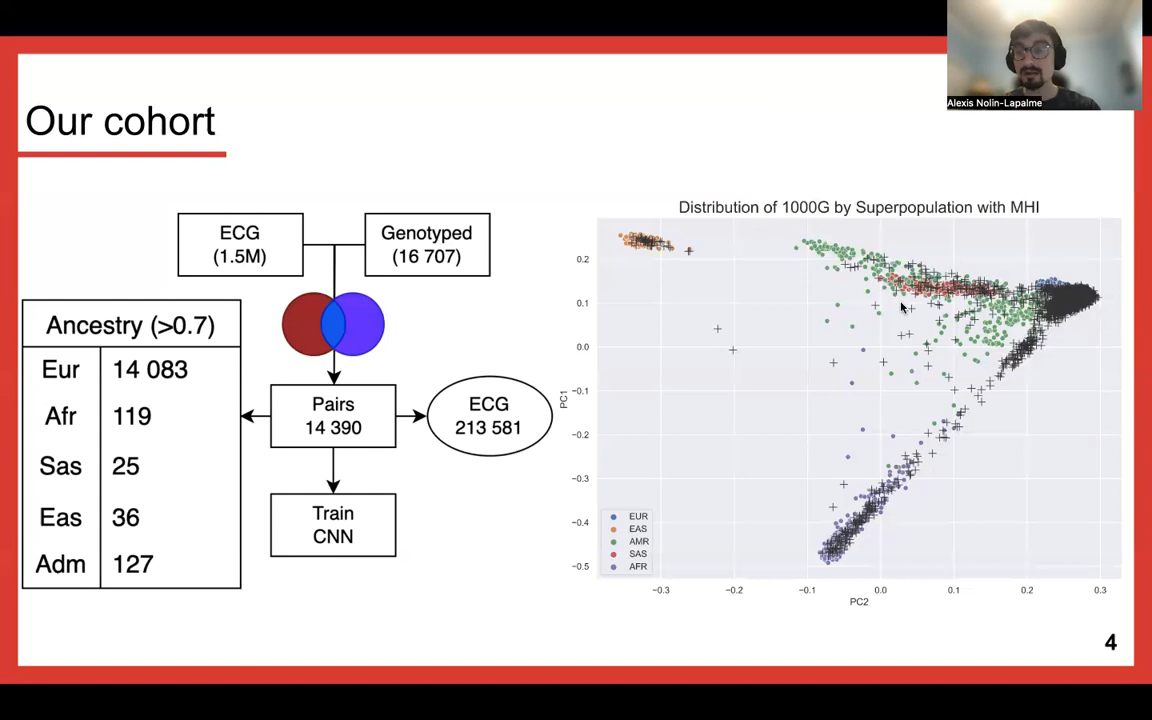 Alexis Nolin-Lapalme
Our cohort
ECG
(1.5M)
Genotyped
(16 707)
Ancestry (>0.7)
Eur 14 083
Afr 119
Sas 25
Eas 36
Adm 127
Pairs
14 390
ECG
213 581
Train
CNN
Distribution of 1000G by Superpopulation with MHI
0.2
0.1
0.0
−0.1
−0.2
−0.3
−0.4
−0.5
PC1
EUR
EAS
AMR
SAS
AFR
−0.3 −0.2 −0.1 0.0 0.1 0.2 0.3
PC2
4